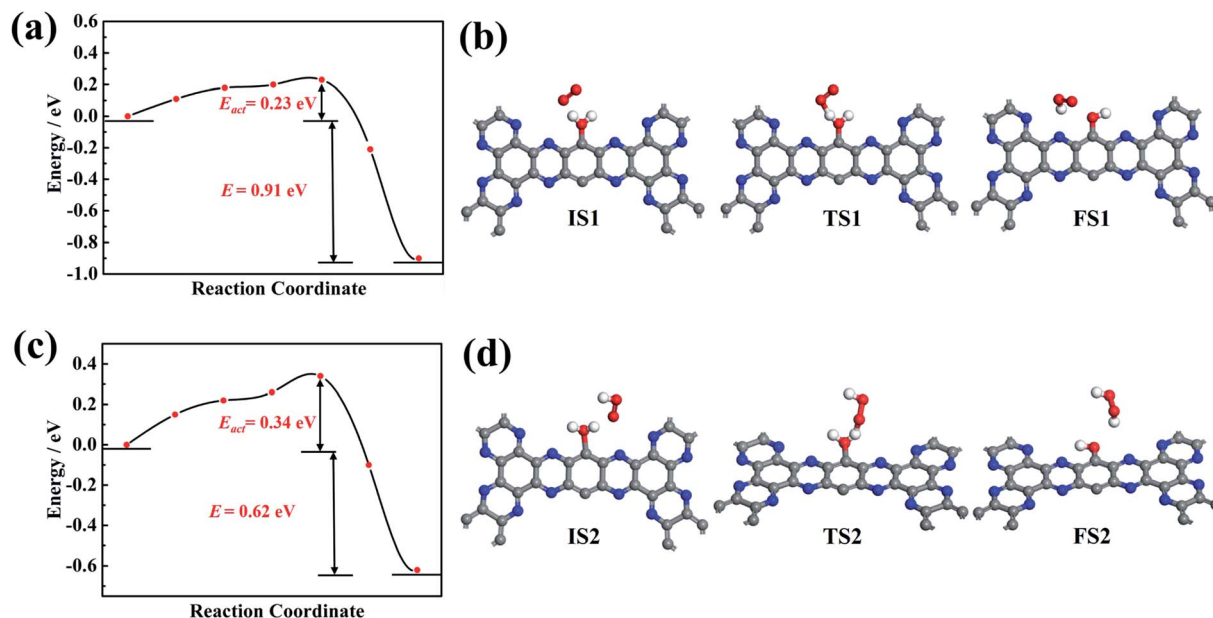 (a)
0.6
0.4
0.2
0.0
-0.2
-0.4
-0.6
-0.8
-1.0
Energy / eV
Eact= 0.23 eV
E = 0.91 eV
Reaction Coordinate
(b)
IS1
TS1
FS1
(c)
0.4
0.2
0.0
-0.2
-0.4
-0.6
Energy / eV
Eact= 0.34 eV
E = 0.62 eV
Reaction Coordinate
(d)
IS2
TS2
FS2